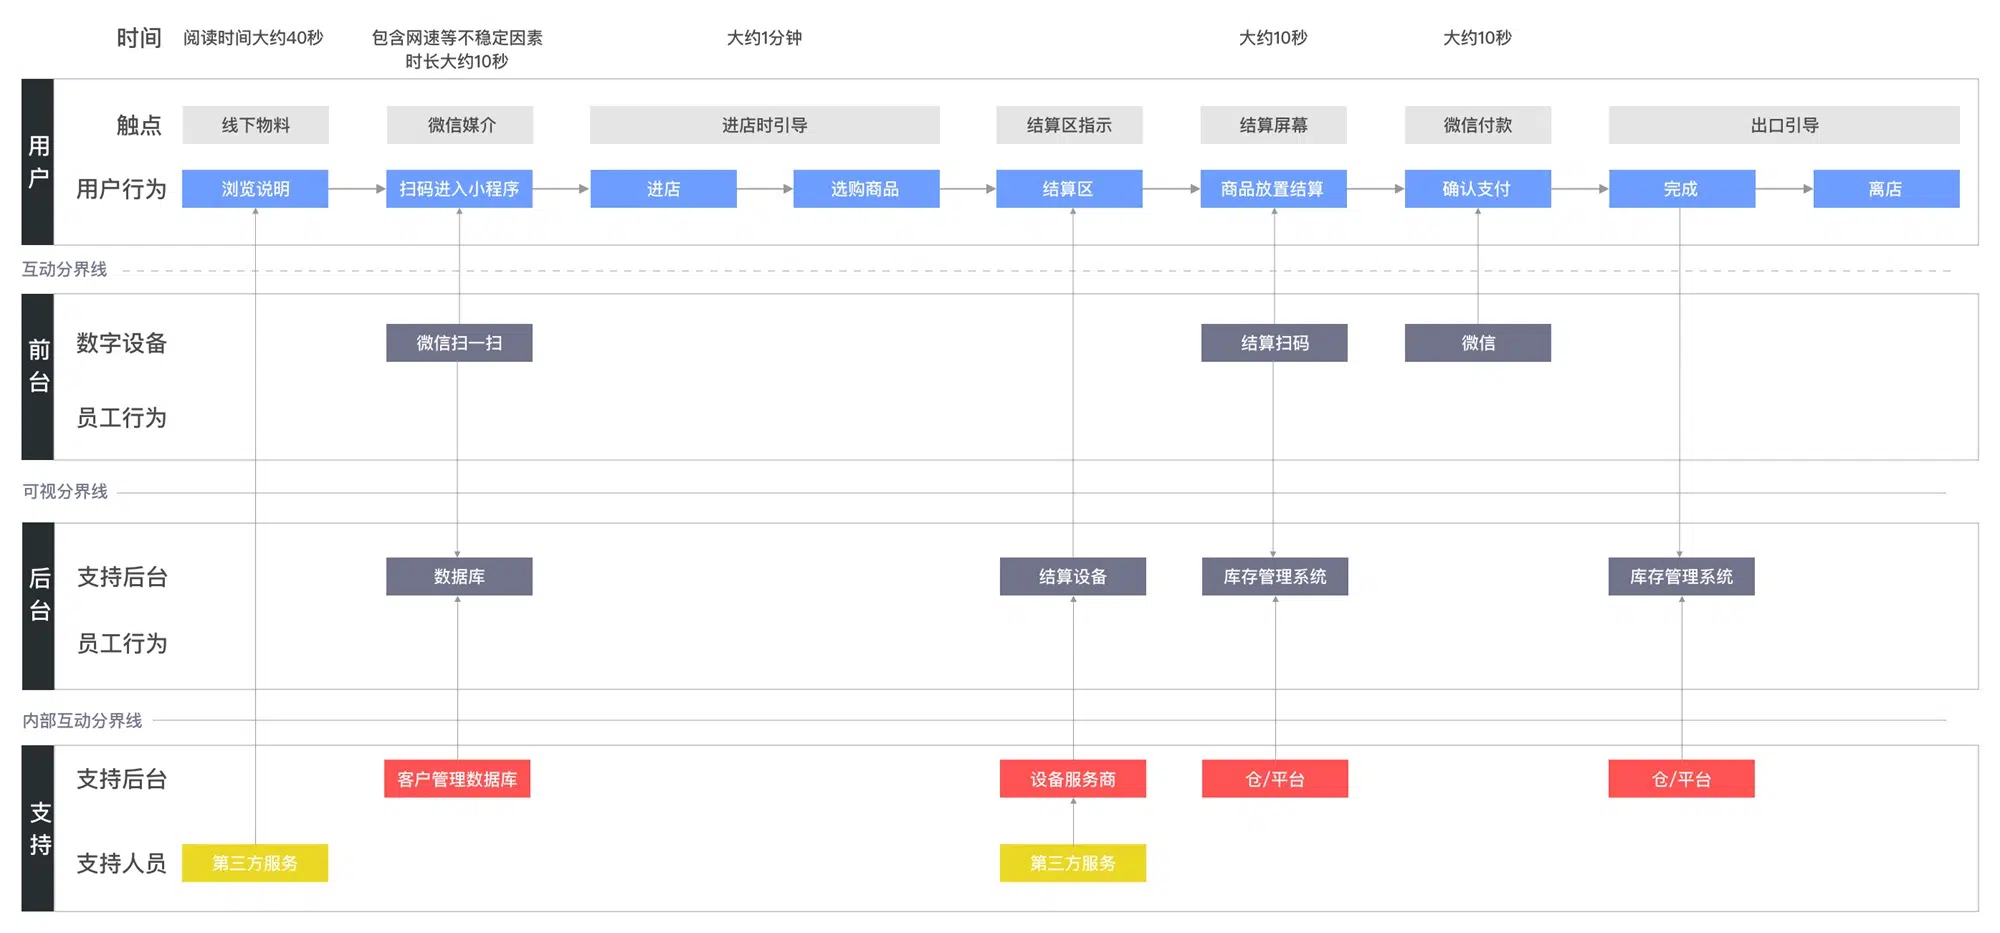 时间
阅读时间大约40秒
包含网速等不稳定因素
时长大约10秒
大约1分钟
大约10秒
大约10秒
用户
触点
线下物料
微信媒介
进店时引导
结算区指示
结算屏幕
微信付款
出口引导
用户行为
浏览说明
扫码进入小程序
进店
选购商品
结算区
商品放置结算
确认支付
完成
离店
互动分界线
前台
数字设备
微信扫一扫
结算扫码
微信
员工行为
可视分界线
后台
支持后台
数据库
结算设备
库存管理系统
库存管理系统
员工行为
内部互动分界线
支持
支持后台
客户管理数据库
设备服务商
仓/平台
仓/平台
支持人员
第三方服务
第三方服务